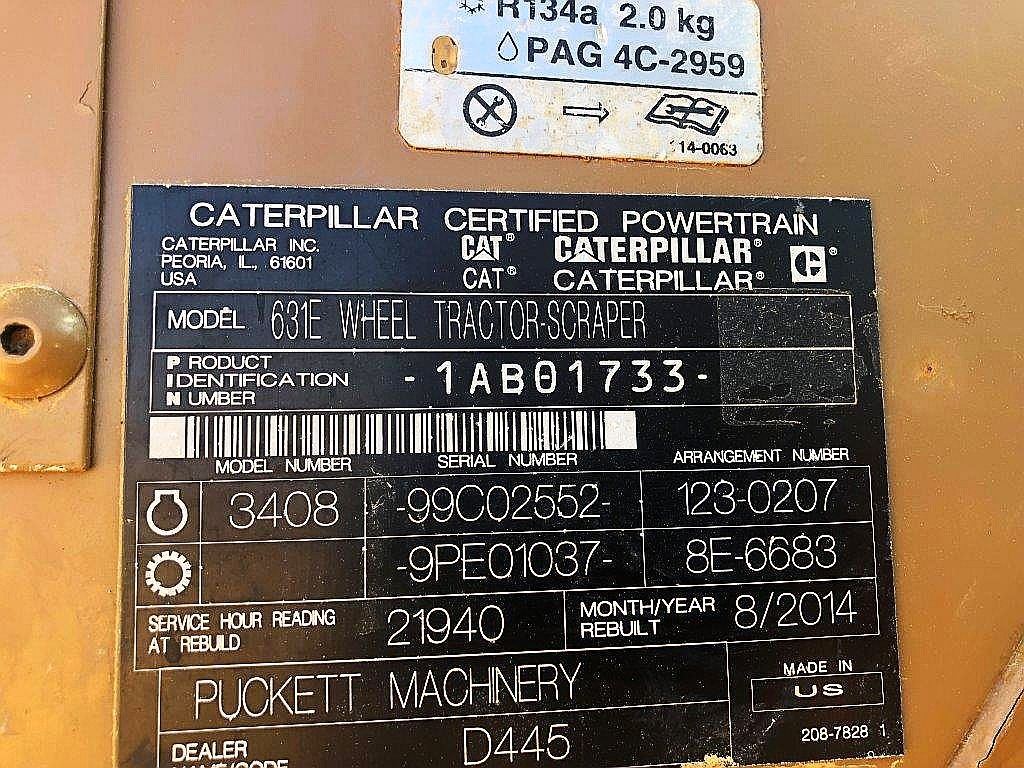 R134a 2.0 kg
PAG 4C-2959
114-0063
CATERPILLAR CERTIFIED POWERTRAIN
CATERPILLAR INC.
PEORIA, IL., 61601
USA
CAT® CATERPILLAR®
CAT® CATERPILLAR®
MODEL 631E WHEEL TRACTOR-SCRAPER
PRODUCT
IDENTIFICATION
NUMBER
-1AB01733-
MODEL NUMBER SERIAL NUMBER ARRANGEMENT NUMBER
3408 -99C02552- 123-0207
-9PE01037- 8E-6683
SERVICE HOUR READING
AT REBUILD
21940
MONTH/YEAR
REBUILT
8/2014
PUCKETT MACHINERY
MADE IN
US
208-7828 1
DEALER
NAME/CODE
D445